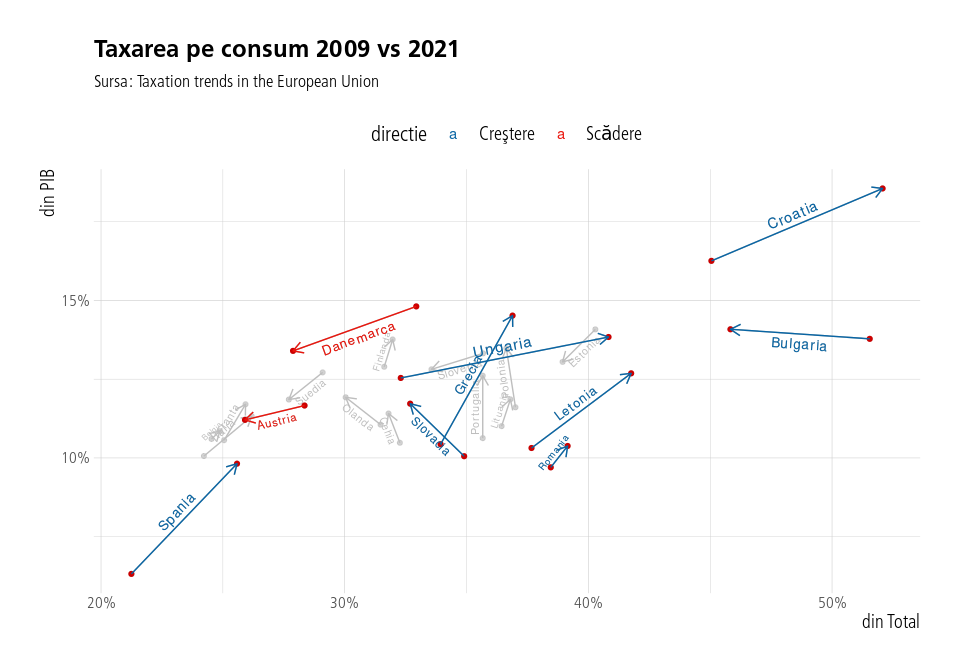 Taxarea pe consum 2009 vs 2021
Sursa: Taxation trends in the European Union
directie a Creştere a Scădere
din PIB
Croatia
15%
Danemarca
Finlanda
Ungaria
Estonia
Bulgaria
Grecia
Polonia
Suedia
Portugalia
Lituania
Letonia
Olanda
Austria
Cehia
Slovacia
Romania
10%
Spania
20%
30%
40%
50%
din Total